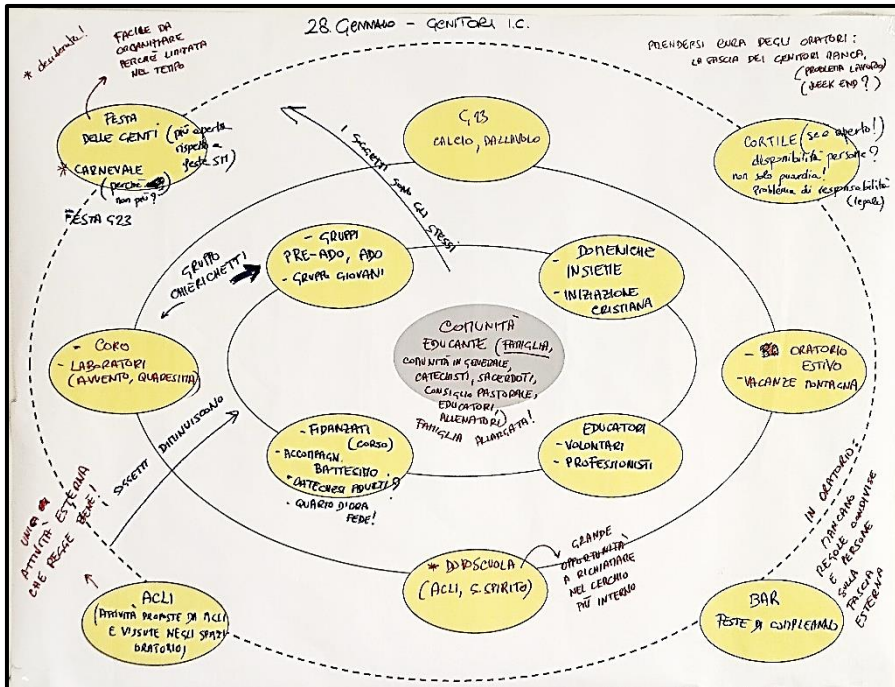 28 GENNAIO - GENITORI I.C.
* desiderata!
FACILE DA
ORGANIZZARE
PERCHÉ LIMITATA
NEL TEMPO
PRENDERSI CURA DEGLI ORATORI:
LA FASCIA DEI GENITORI MANCA,
(PROBLEMA LAVORO)
(WEEK END?)
FESTA
DELLE GENTI (più aperta
rispetto a
feste SM)
* CARNEVALE
(perché
non più?)
FESTA G23
I SOGGETTI SONO GLI STESSI
G23
CALCIO, PALLAVOLO
CORTILE (se è aperto!)
disponibilità persone?
non solo guardia!
problema di responsabilità
(legale)
GRUPPO
CHIERICHETTI
- GRUPPI
PRE-ADO, ADO
- GRUPPI GIOVANI
- DOMENICHE
INSIEME
- INIZIAZIONE
CRISTIANA
COMUNITÀ
EDUCANTE (FAMIGLIA,
COMUNITÀ IN GENERALE,
CATECHISTI, SACERDOTI,
CONSIGLIO PASTORALE,
EDUCATORI,
ALLENATORI)
FAMIGLIA ALLARGATA!
- CORO
- LABORATORI
(AVVENTO, QUARESIMA)
- ORATORIO
ESTIVO
- VACANZE MONTAGNA
- FIDANZATI
(CORSO)
- ACCOMPAGN.
BATTESIMO
- CATECHESI ADULTI?
- QUARTO D'ORA
FEDE!
EDUCATORI
- VOLONTARI
- PROFESSIONISTI
SOGGETTI DIMINUISCONO
UNICA
ATTIVITÀ ESTERNA
CHE REGGE BENE!
* DOPOSCUOLA
(ACLI, S. SPIRITO)
GRANDE
OPPORTUNITÀ
A RICHIAMARE
NEL CERCHIO
PIÙ INTERNO
IN ORATORIO:
MANCANO
REGOLE CONDIVISE
E PERSONE
SULLA
FASCIA
ESTERNA
ACLI
(ATTIVITÀ PROPOSTE DA ACLI
E VISSUTE NEGLI SPAZI
ORATORIO)
BAR
FESTE DI COMPLEANNO